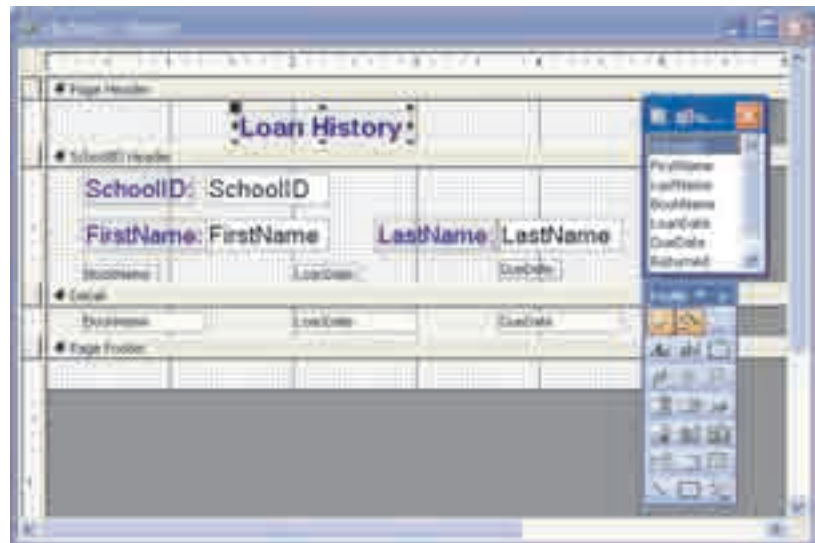 Page Header
Loan History
SchoolID Header
SchoolID: SchoolID
FirstName: FirstName LastName: LastName
BookName LoanDate DueDate
Detail
BookName LoanDate DueDate
Page Footer
FirstName
LastName
BookName
LoanDate
DueDate
Returned